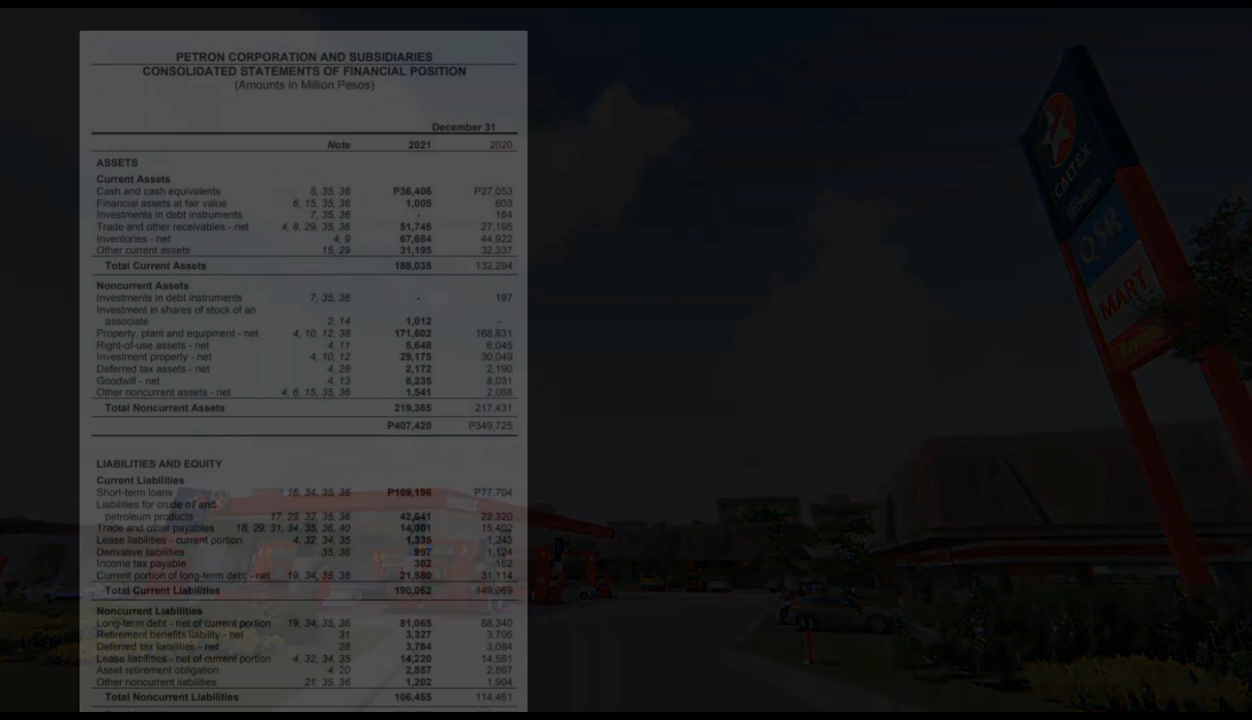 PETRON CORPORATION AND SUBSIDIARIES
CONSOLIDATED STATEMENTS OF FINANCIAL POSITION
(Amounts in Million Pesos)
December 31
Note 2021 2020
ASSETS
Current Assets
Cash and cash equivalents 5, 35, 36 P36,406 P27,053
Financial assets at fair value 6, 15, 35, 36 1,005 603
Investments in debt instruments 7, 35, 36 - 184
Trade and other receivables - net 4, 8, 29, 35, 36 51,745 27,195
Inventories - net 4, 9 67,684 44,922
Other current assets 15, 29 31,195 32,337
Total Current Assets 188,035 132,294
Noncurrent Assets
Investments in debt instruments 7, 35, 36 - 197
Investment in shares of stock of an
associate 2, 14 1,012 -
Property, plant and equipment - net 4, 10, 12, 38 171,602 168,831
Right-of-use assets - net 4, 11 5,648 6,045
Investment property - net 4, 10, 12 29,175 30,049
Deferred tax assets - net 4, 28 2,172 2,190
Goodwill - net 4, 13 8,235 8,031
Other noncurrent assets - net 4, 6, 15, 35, 36 1,541 2,088
Total Noncurrent Assets 219,385 217,431
P407,420 P349,725
LIABILITIES AND EQUITY
Current Liabilities
Short-term loans 16, 34, 35, 36 P109,196 P77,704
Liabilities for crude oil and
petroleum products 17, 29, 32, 35, 36 42,641 22,320
Trade and other payables 18, 29, 31, 34, 35, 36, 40 14,001 15,402
Lease liabilities - current portion 4, 32, 34, 35 1,335 1,243
Derivative liabilities 35, 36 997 1,124
Income tax payable 302 162
Current portion of long-term debt - net 19, 34, 35, 36 21,580 31,114
Total Current Liabilities 190,052 149,069
Noncurrent Liabilities
Long-term debt - net of current portion 19, 34, 35, 36 81,065 88,340
Retirement benefits liability - net 31 3,327 3,705
Deferred tax liabilities - net 28 3,784 3,084
Lease liabilities - net of current portion 4, 32, 34, 35 14,220 14,561
Asset retirement obligation 4, 20 2,857 2,867
Other noncurrent liabilities 21, 35, 36 1,202 1,904
Total Noncurrent Liabilities 106,455 114,461
CALTEX
MART